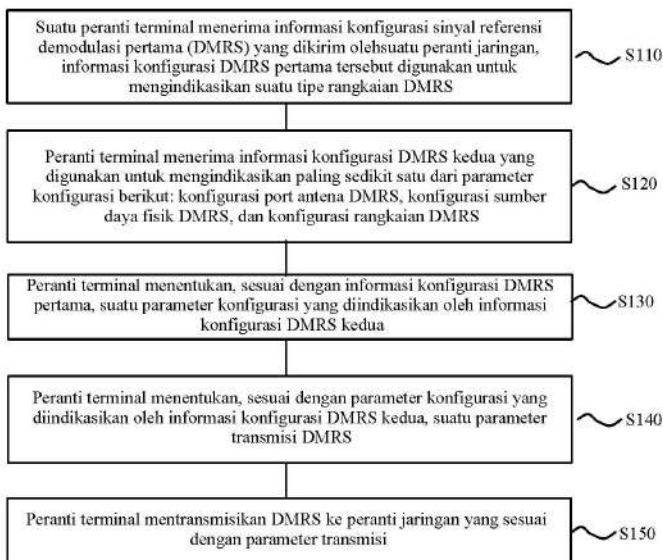 Suatu peranti terminal menerima informasi konfigurasi sinyal referensi
demodulasi pertama (DMRS) yang dikirim olehsuatu peranti jaringan,
informasi konfigurasi DMRS pertama tersebut digunakan untuk
mengindikasikan suatu tipe rangkaian DMRS
S110
Peranti terminal menerima informasi konfigurasi DMRS kedua yang
digunakan untuk mengindikasikan paling sedikit satu dari parameter
konfigurasi berikut: konfigurasi port antena DMRS, konfigurasi sumber
daya fisik DMRS, dan konfigurasi rangkaian DMRS
S120
Peranti terminal menentukan, sesuai dengan informasi konfigurasi DMRS
pertama, suatu parameter konfigurasi yang diindikasikan oleh informasi
konfigurasi DMRS kedua
S130
Peranti terminal menentukan, sesuai dengan parameter konfigurasi yang
diindikasikan oleh informasi konfigurasi DMRS kedua, suatu parameter
transmisi DMRS
S140
Peranti terminal mentransmisikan DMRS ke peranti jaringan yang sesuai
dengan parameter transmisi
S150